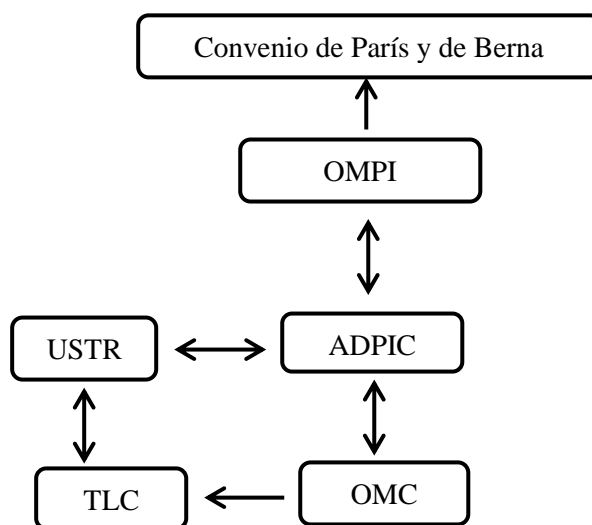 Convenio de París y de Berna
OMPI
USTR
ADPIC
TLC
OMC